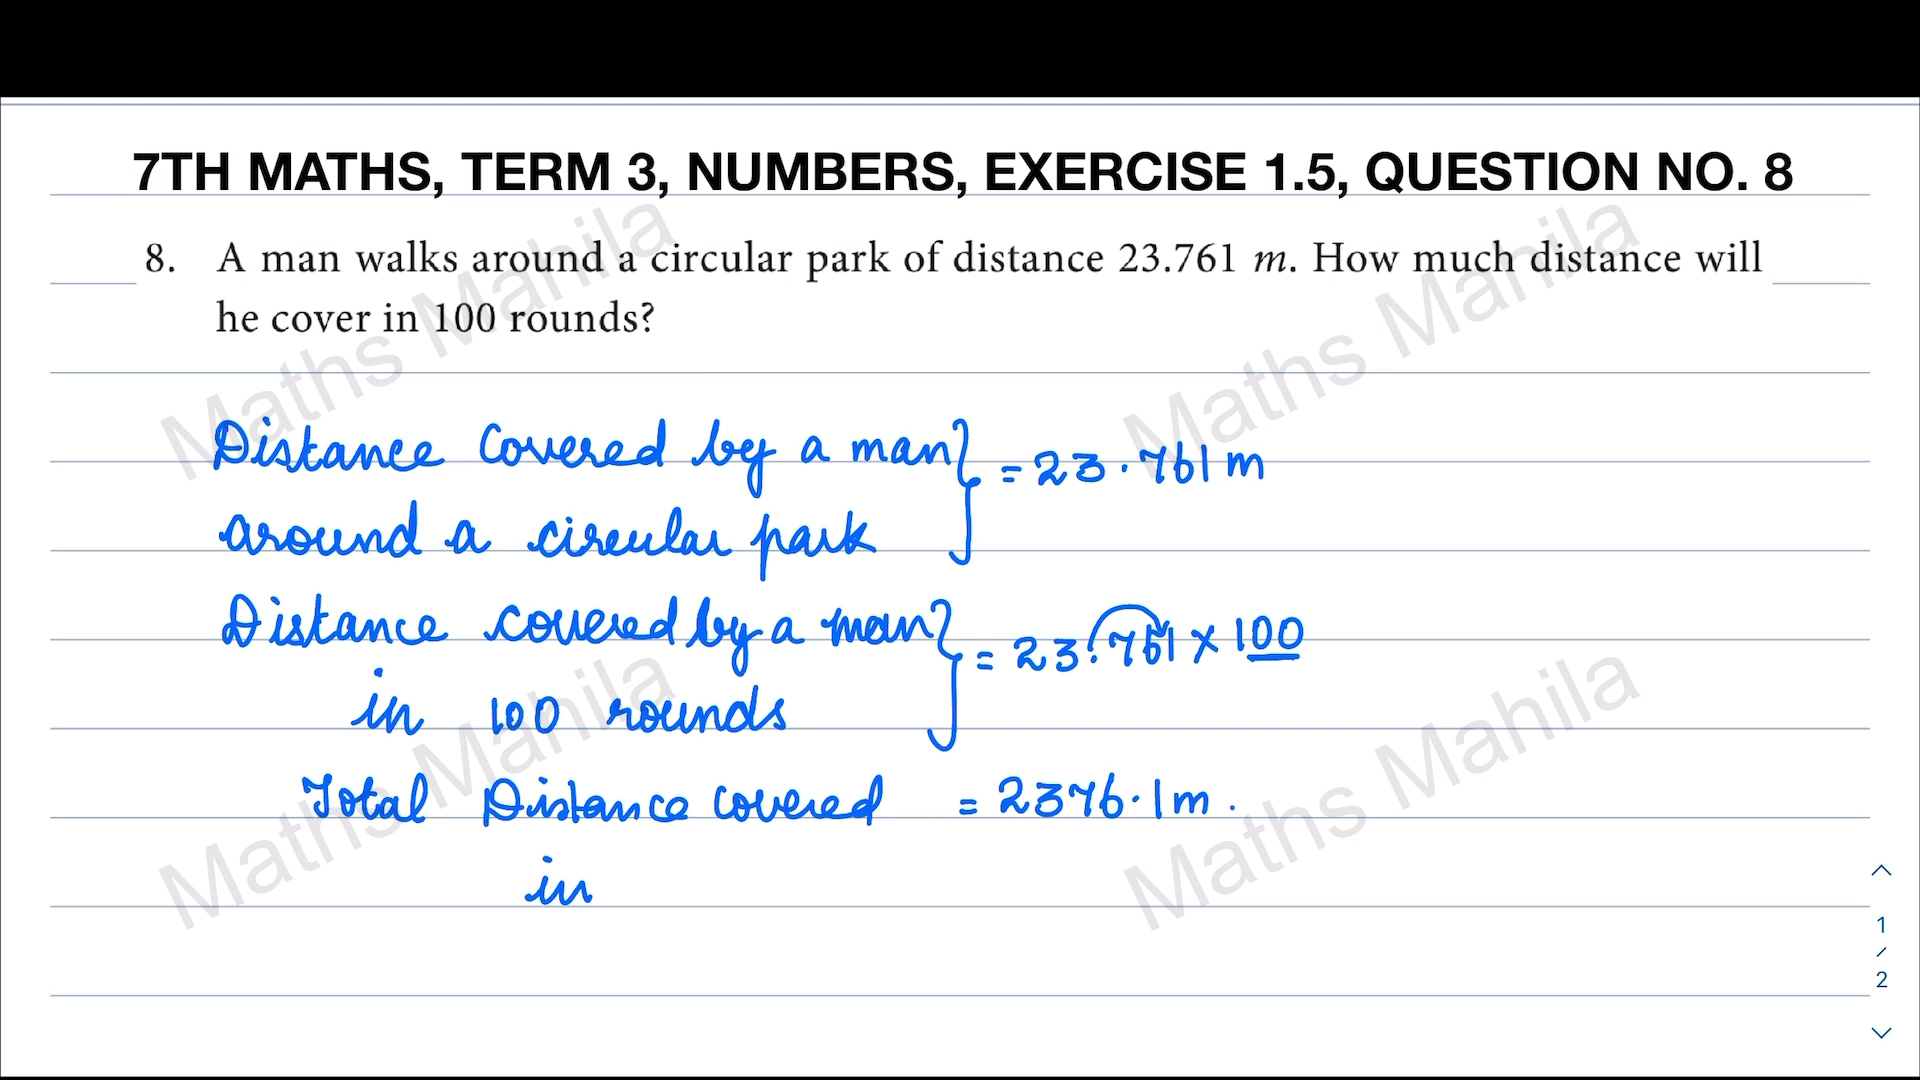 7TH MATHS, TERM 3, NUMBERS, EXERCISE 1.5, QUESTION NO. 8
8. A man walks around a circular park of distance 23.761 m. How much distance will
he cover in 100 rounds?
Distance Covered by a man
around a circular park } = 23.761m
Distance covered by a man
in 100 rounds } = 23.761 × 100
Total Distance covered = 2376.1m.
in
Maths Mahila
Maths Mahila
Maths Mahila
Maths Mahila
1
/
2